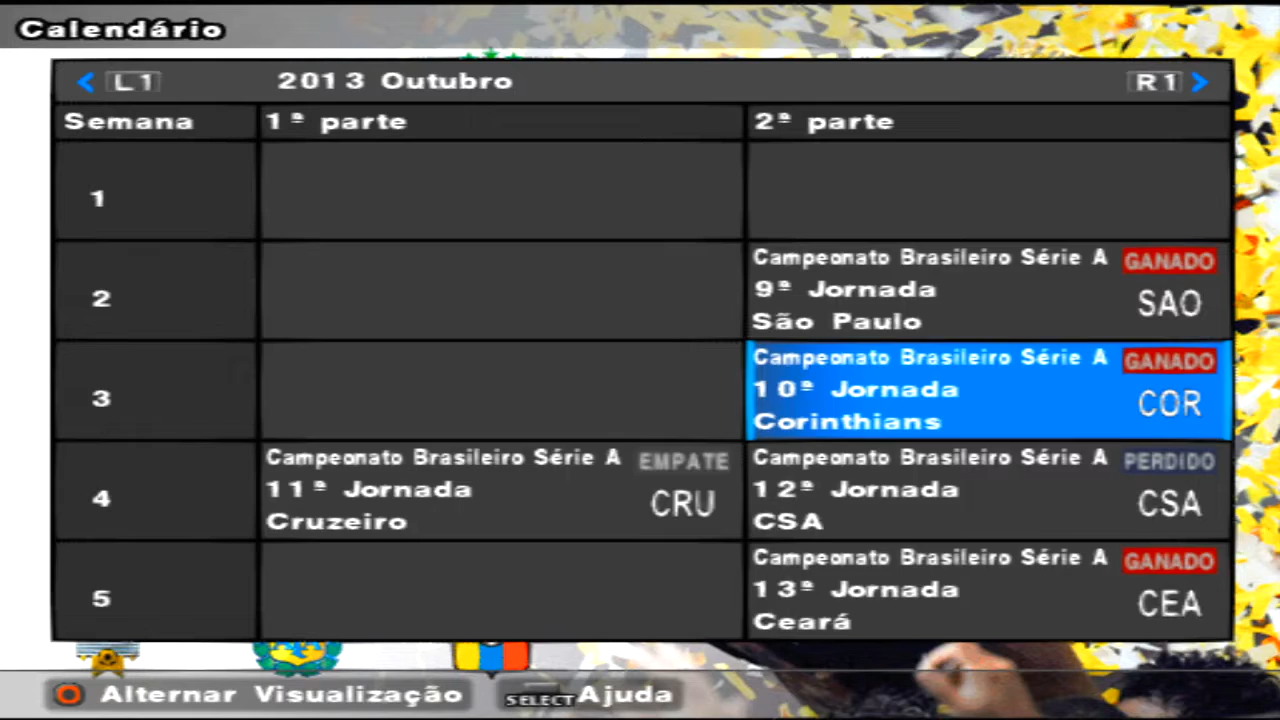 Calendário
L1 2013 Outubro R1
Semana 1ª parte 2ª parte
1
2
Campeonato Brasileiro Série A GANADO
9ª Jornada
SAO
São Paulo
3
Campeonato Brasileiro Série A GANADO
10ª Jornada
COR
Corinthians
4
Campeonato Brasileiro Série A EMPATE
11ª Jornada
CRU
Cruzeiro
Campeonato Brasileiro Série A PERDIDO
12ª Jornada
CSA
CSA
5
Campeonato Brasileiro Série A GANADO
13ª Jornada
CEA
Ceará
Alternar Visualização SELECT Ajuda